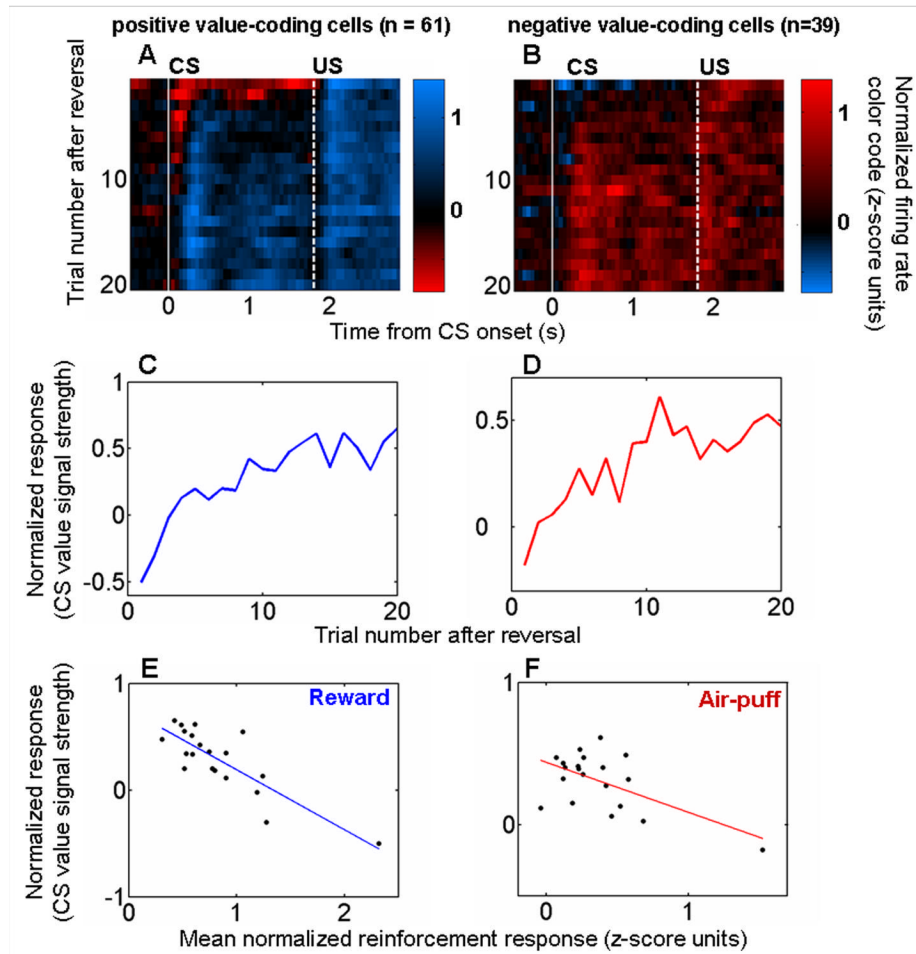 positive value-coding cells (n = 61)
negative value-coding cells (n=39)
A
CS
US
B
CS
US
Trial number after reversal
10
20
0
1
2
1
0
0
1
2
1
0
Normalized firing rate
color code (z-score units)
Time from CS onset (s)
C
D
Normalized response
(CS value signal strength)
1
0.5
0
-0.5
0
10
20
0.5
0
0
10
20
Trial number after reversal
E
F
Normalized response
(CS value signal strength)
Reward
1
0
-1
0
1
2
Air-puff
1
0
0
1
Mean normalized reinforcement response (z-score units)